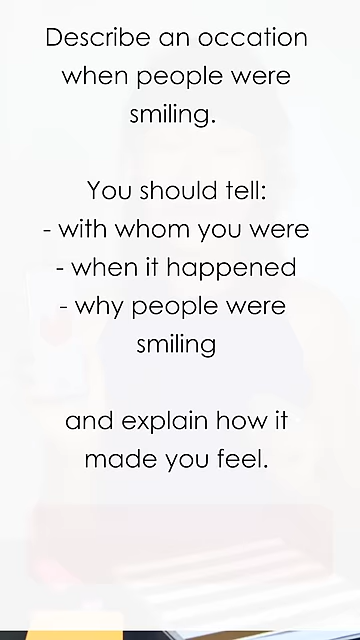 Describe an occation
when people were
smiling.
You should tell:
- with whom you were
- when it happened
- why people were
smiling
and explain how it
made you feel.